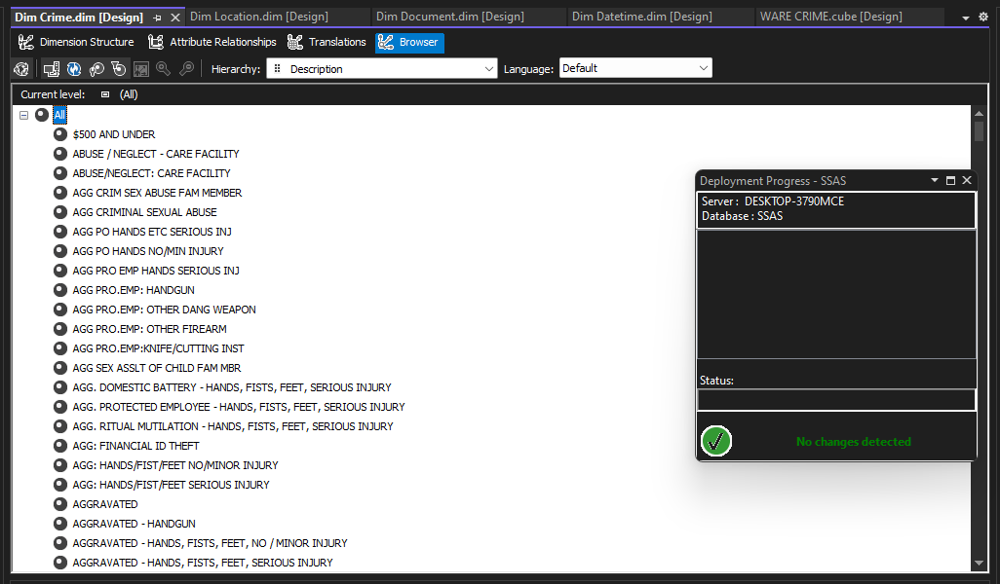 Dim Crime.dim [Design]
Dim Location.dim [Design]
Dim Document.dim [Design]
Dim Datetime.dim [Design]
WARE CRIME.cube [Design]
Dimension Structure
Attribute Relationships
Translations
Browser
Hierarchy:
Description
Language:
Default
Current level:
(All)
All
$500 AND UNDER
ABUSE / NEGLECT - CARE FACILITY
ABUSE/NEGLECT: CARE FACILITY
AGG CRIM SEX ABUSE FAM MEMBER
AGG CRIMINAL SEXUAL ABUSE
AGG PO HANDS ETC SERIOUS INJ
AGG PO HANDS NO/MIN INJURY
AGG PRO EMP HANDS SERIOUS INJ
AGG PRO.EMP: HANDGUN
AGG PRO.EMP: OTHER DANG WEAPON
AGG PRO.EMP: OTHER FIREARM
AGG PRO.EMP:KNIFE/CUTTING INST
AGG SEX ASSLT OF CHILD FAM MBR
AGG. DOMESTIC BATTERY - HANDS, FISTS, FEET, SERIOUS INJURY
AGG. PROTECTED EMPLOYEE - HANDS, FISTS, FEET, SERIOUS INJURY
AGG. RITUAL MUTILATION - HANDS, FISTS, FEET, SERIOUS INJURY
AGG: FINANCIAL ID THEFT
AGG: HANDS/FIST/FEET NO/MINOR INJURY
AGG: HANDS/FIST/FEET SERIOUS INJURY
AGGRAVATED
AGGRAVATED - HANDGUN
AGGRAVATED - HANDS, FISTS, FEET, NO / MINOR INJURY
AGGRAVATED - HANDS, FISTS, FEET, SERIOUS INJURY
Deployment Progress - SSAS
Server : DESKTOP-3790MCE
Database : SSAS
Status:
No changes detected